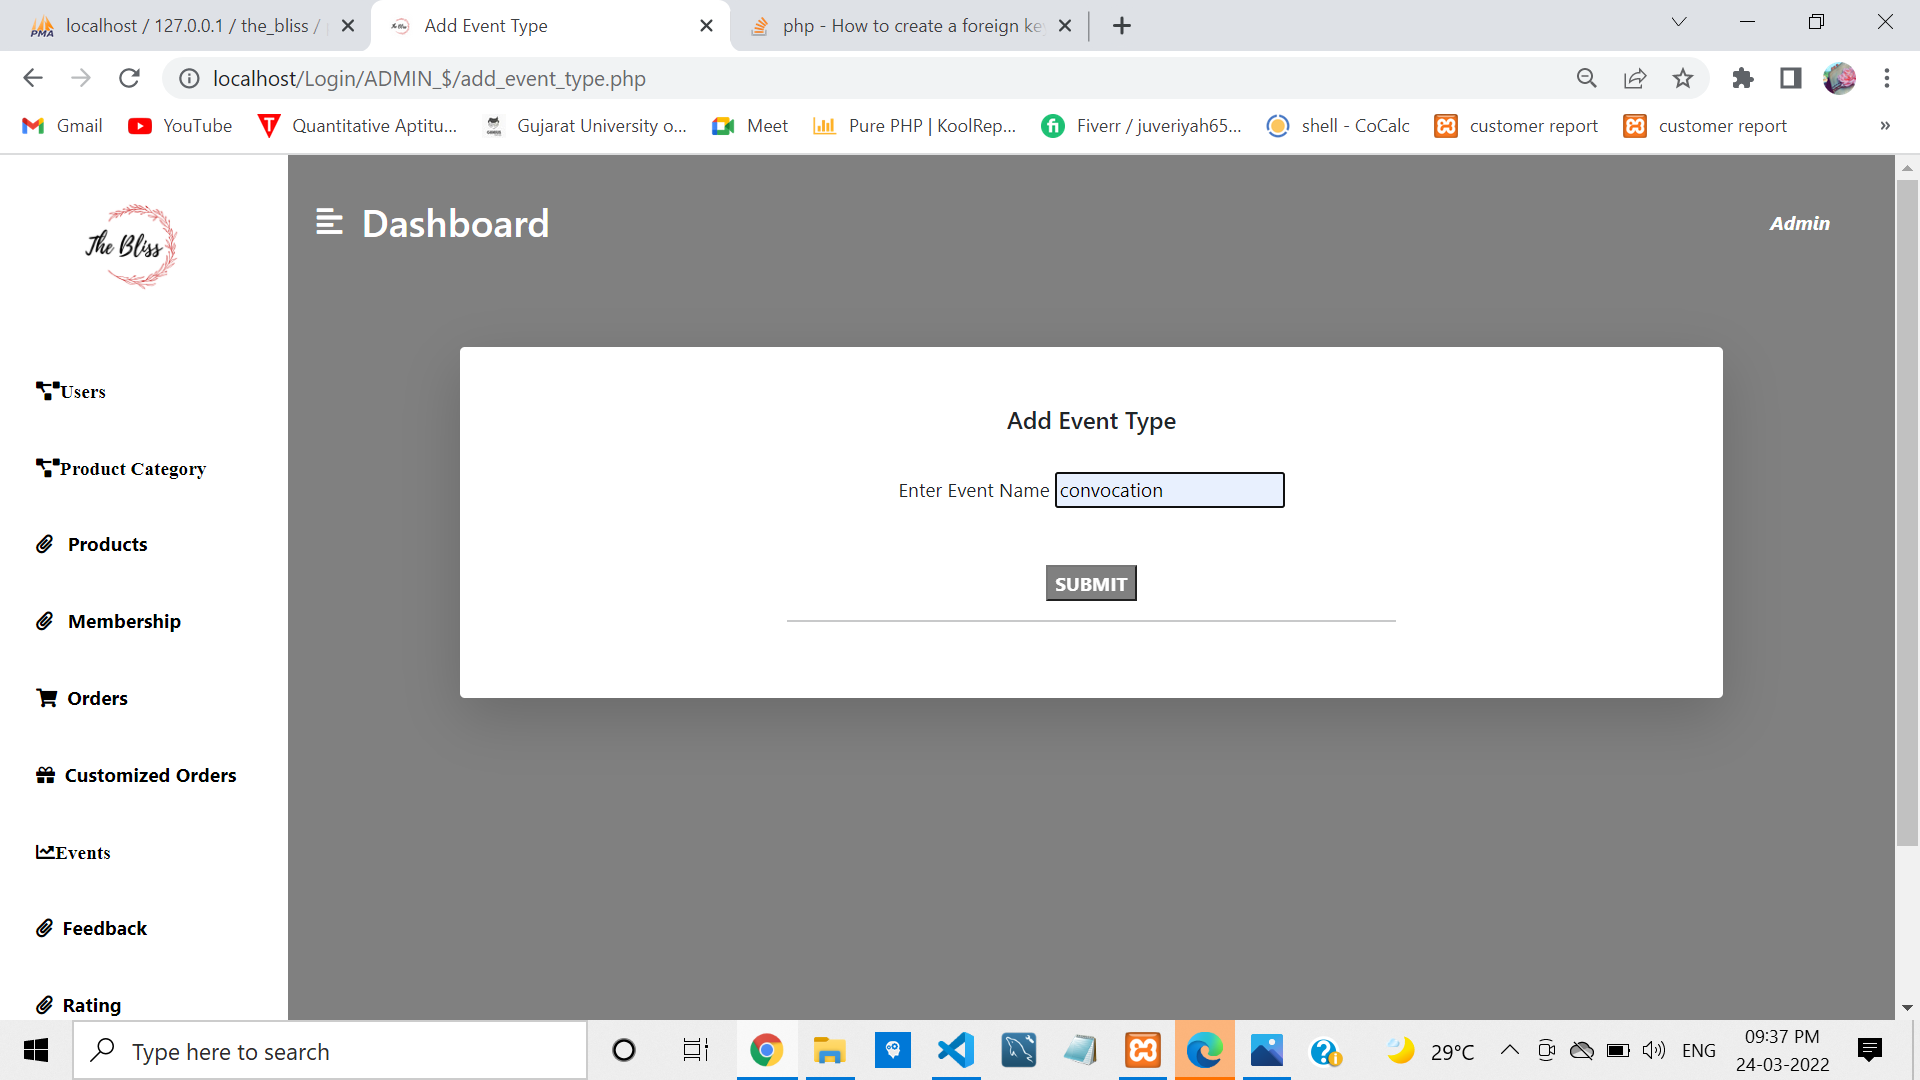 localhost / 127.0.0.1 / the_bliss /
Add Event Type
php - How to create a foreign ke
localhost/Login/ADMIN_$/add_event_type.php
Gmail
YouTube
Quantitative Aptitu...
Gujarat University o...
Meet
Pure PHP | KoolRep...
Fiverr / juveriyah65...
shell - CoCalc
customer report
customer report
»
The Bliss
Dashboard
Admin
Users
Product Category
Products
Membership
Orders
Customized Orders
Events
Feedback
Rating
Add Event Type
Enter Event Name convocation
SUBMIT
Type here to search
29°C
ENG
09:37 PM
24-03-2022